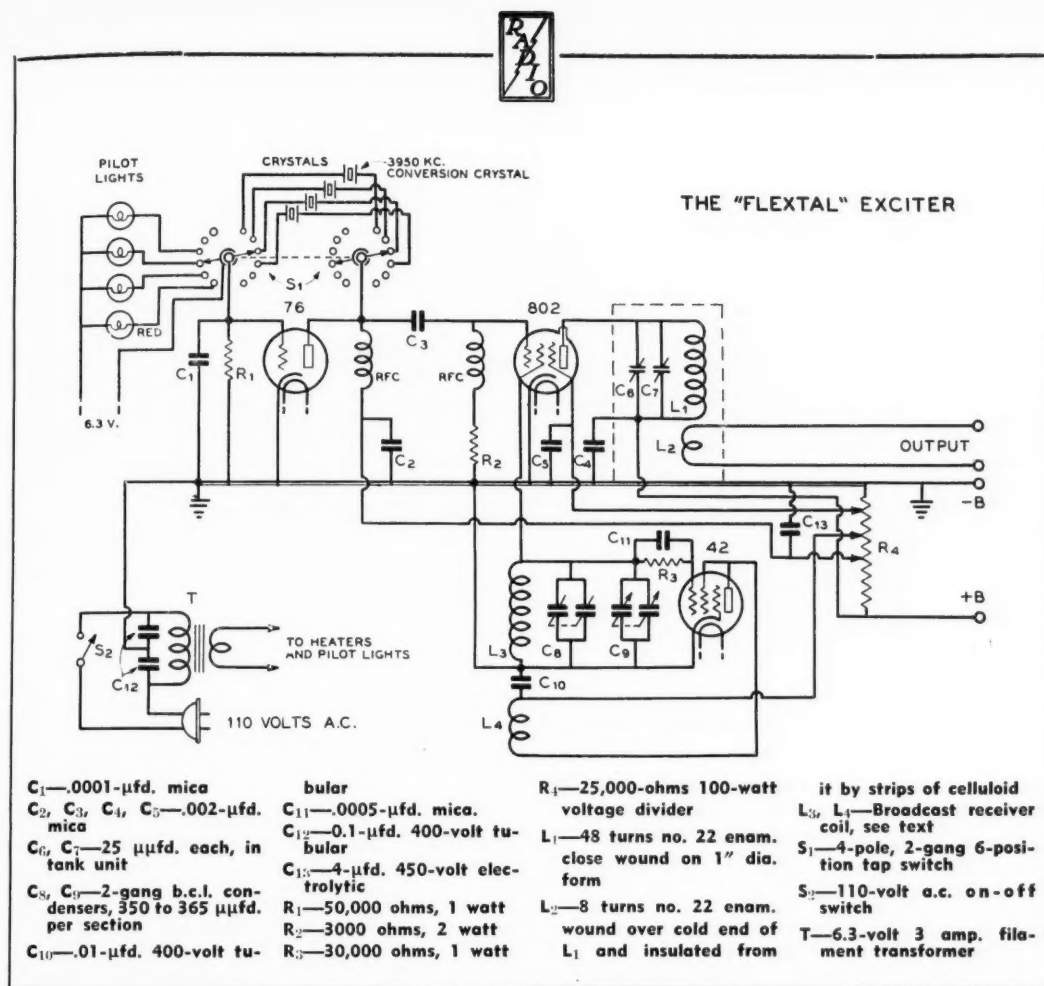 RADIO
PILOT
LIGHTS
CRYSTALS
3950 KC.
CONVERSION CRYSTAL
THE "FLEXTAL" EXCITER
S1
76
802
RED
C1
R1
RFC
C3
RFC
C6
C7
L1
6.3 V.
C2
R2
C5
C4
L2
OUTPUT
-B
C13
R4
C11
42
R3
+B
T
S2
TO HEATERS
AND PILOT LIGHTS
C12
L3
C8
C9
C10
L4
110 VOLTS A.C.
C1—.0001-μfd. mica
C2, C3, C4, C5—.002-μfd.
mica
C6, C7—25 μμfd. each, in
tank unit
C8, C9—2-gang b.c.l. con-
densers, 350 to 365 μμfd.
per section
C10—.01-μfd. 400-volt tu-
bular
C11—.0005-μfd. mica.
C12—0.1-μfd. 400-volt tu-
bular
C13—4-μfd. 450-volt elec-
trolytic
R1—50,000 ohms, 1 watt
R2—3000 ohms, 2 watt
R3—30,000 ohms, 1 watt
R4—25,000-ohms 100-watt
voltage divider
L1—48 turns no. 22 enam.
close wound on 1" dia.
form
L2—8 turns no. 22 enam.
wound over cold end of
L1 and insulated from
it by strips of celluloid
L3, L4—Broadcast receiver
coil, see text
S1—4-pole, 2-gang 6-posi-
tion tap switch
S2—110-volt a.c. on-off
switch
T—6.3-volt 3 amp. fila-
ment transformer